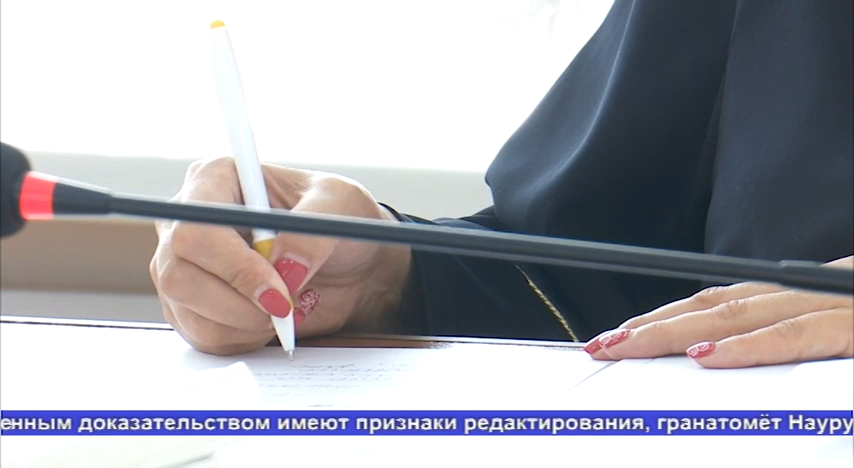 енным доказательством имеют признаки редактирования, гранатомёт Науру